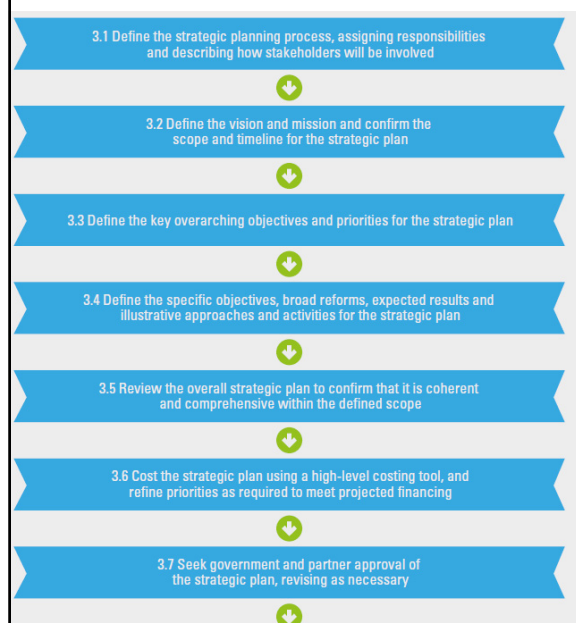 3.1 Define the strategic planning process, assigning responsibilities
and describing how stakeholders will be involved
3.2 Define the vision and mission and confirm the
scope and timeline for the strategic plan
3.3 Define the key overarching objectives and priorities for the strategic plan
3.4 Define the specific objectives, broad reforms, expected results and
illustrative approaches and activities for the strategic plan
3.5 Review the overall strategic plan to confirm that it is coherent
and comprehensive within the defined scope
3.6 Cost the strategic plan using a high-level costing tool, and
refine priorities as required to meet projected financing
3.7 Seek government and partner approval of
the strategic plan, revising as necessary